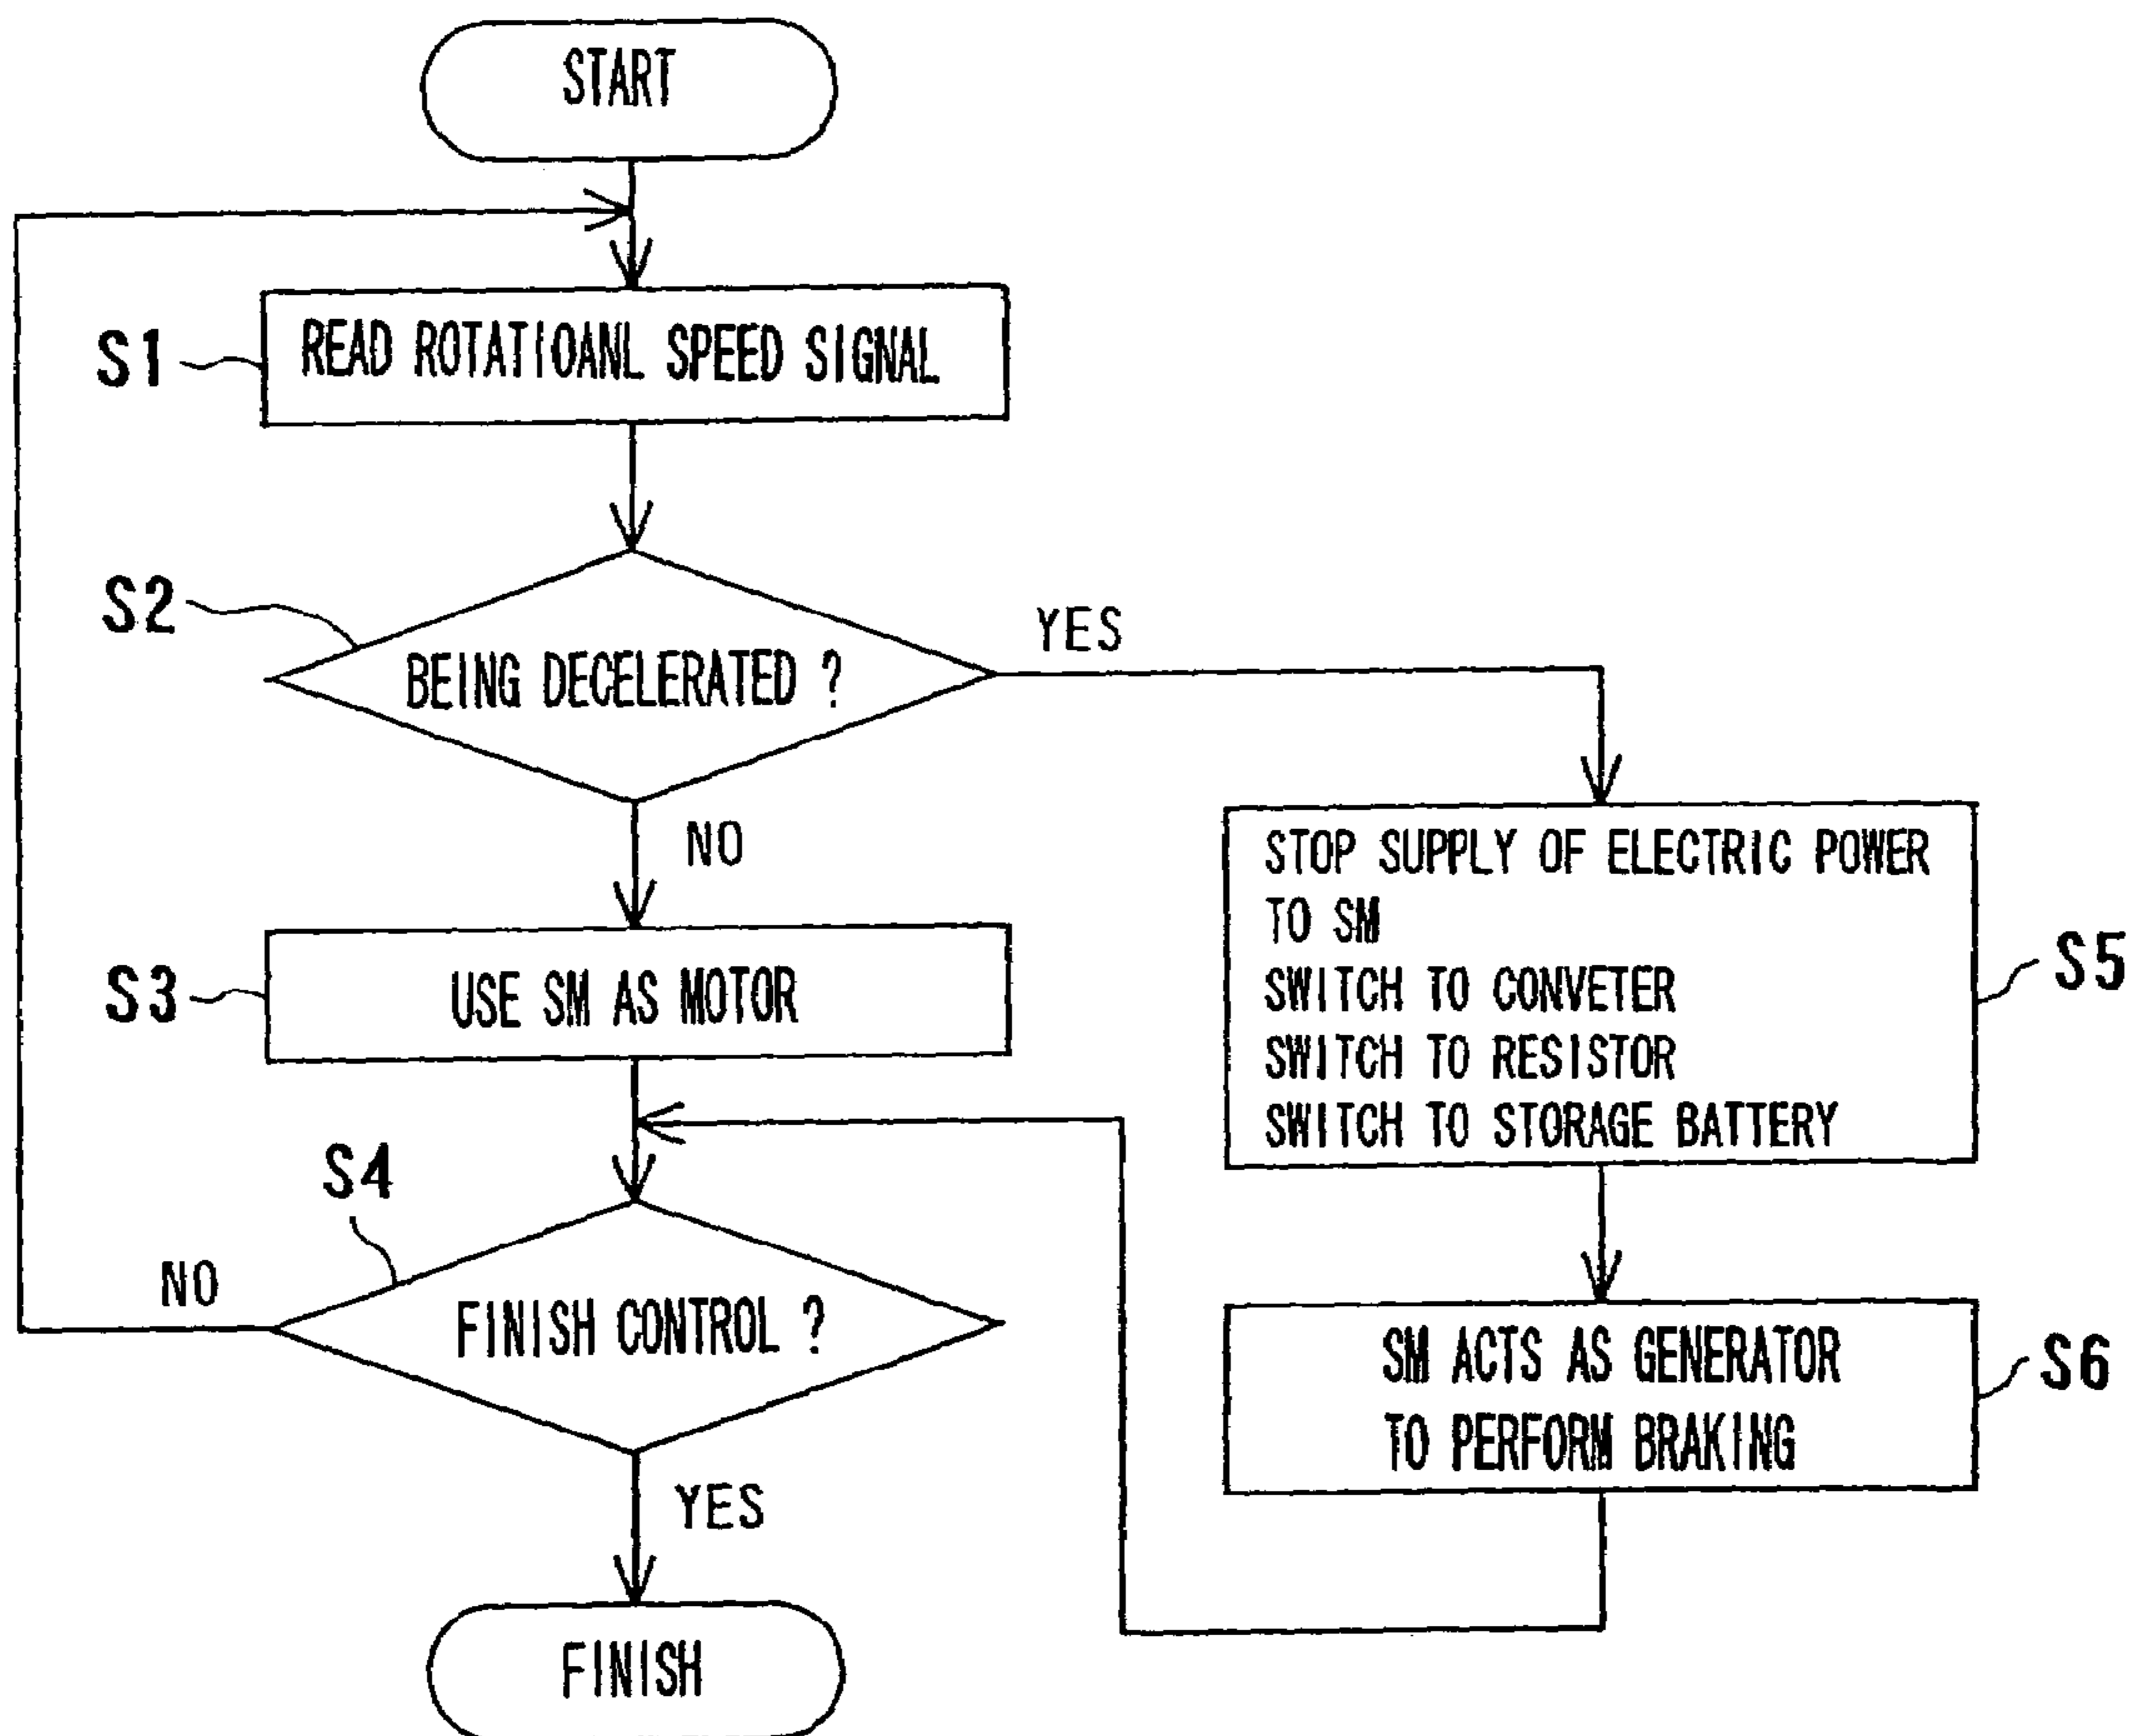 START
S1
READ ROTATIOANL SPEED SIGNAL
S2
BEING DECELERATED ?
YES
NO
S3
USE SM AS MOTOR
STOP SUPPLY OF ELECTRIC POWER
TO SM
SWITCH TO CONVETER
SWITCH TO RESISTOR
SWITCH TO STORAGE BATTERY
S5
S4
NO
FINISH CONTROL ?
YES
SM ACTS AS GENERATOR
TO PERFORM BRAKING
S6
FINISH